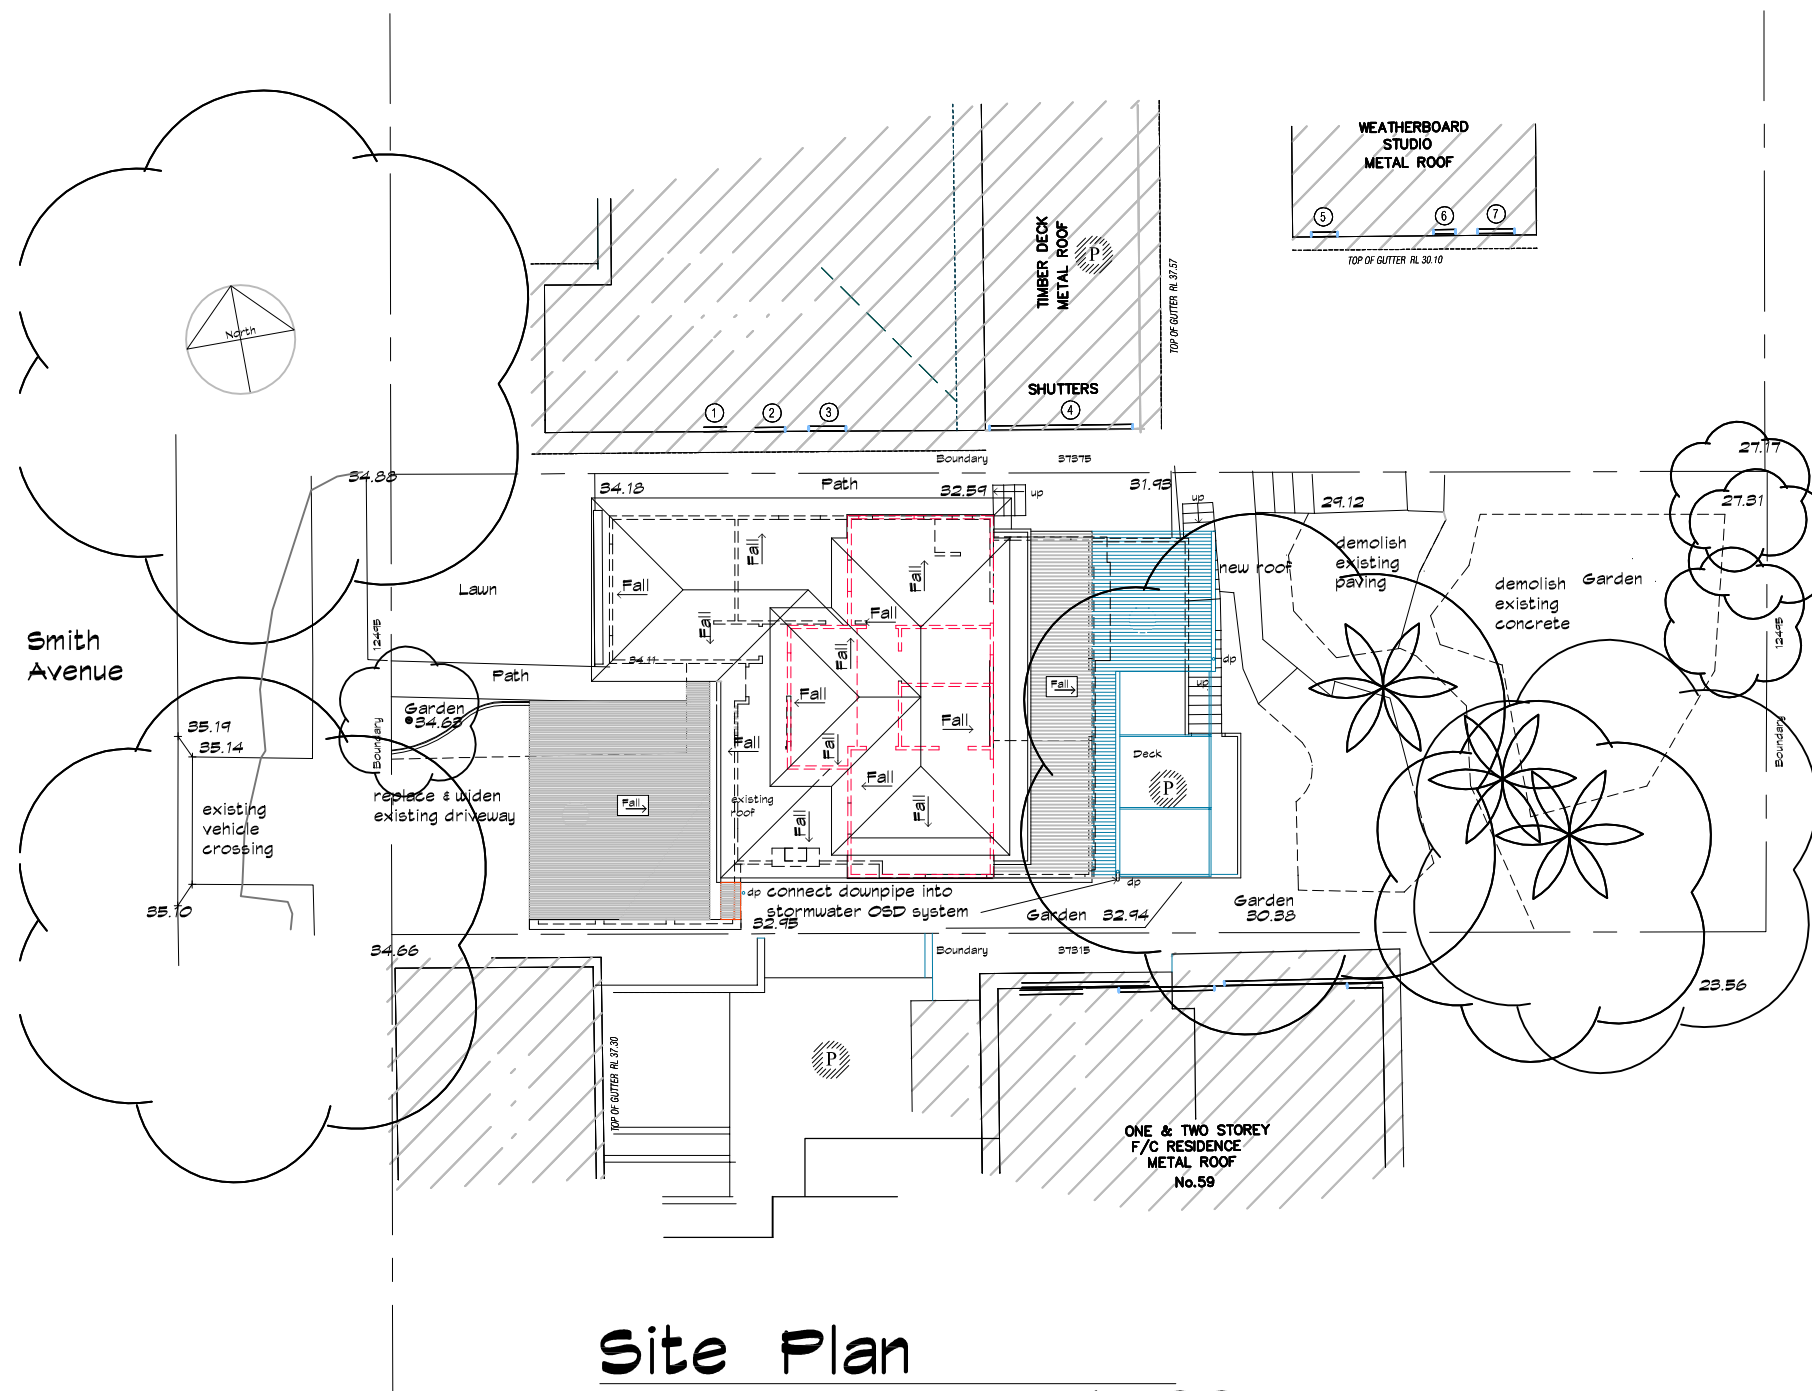 WEATHERBOARD
STUDIO
METAL ROOF
5
6
7
TOP OF GUTTER RL 30.10
TIMBER DECK
METAL ROOF
P
TOP OF GUTTER RL 37.57
North
SHUTTERS
1
2
3
4
Boundary
37375
27.17
34.88
34.18
Path
32.59
up
31.93
up
29.12
27.31
demolish
existing
paving
new roof
demolish
existing
concrete
Garden
Lawn
Fall
Fall
Fall
Fall
Fall
Fall
Smith
Avenue
12495
34.11
Path
dp
12495
up
Fall
Fall
Fall
Fall
Fall
Fall
Garden
34.63
Boundary
35.19
35.14
Boundary
Deck
P
Fall
Fall
existing
roof
Fall
Fall
replace & widen
existing driveway
existing
vehicle
crossing
dp
connect downpipe into
stormwater OSD system
dp
35.10
32.95
Garden
32.94
Garden
30.38
34.66
Boundary
37315
23.56
TOP OF GUTTER RL 37.30
P
ONE & TWO STOREY
F/C RESIDENCE
METAL ROOF
No.59
Site Plan